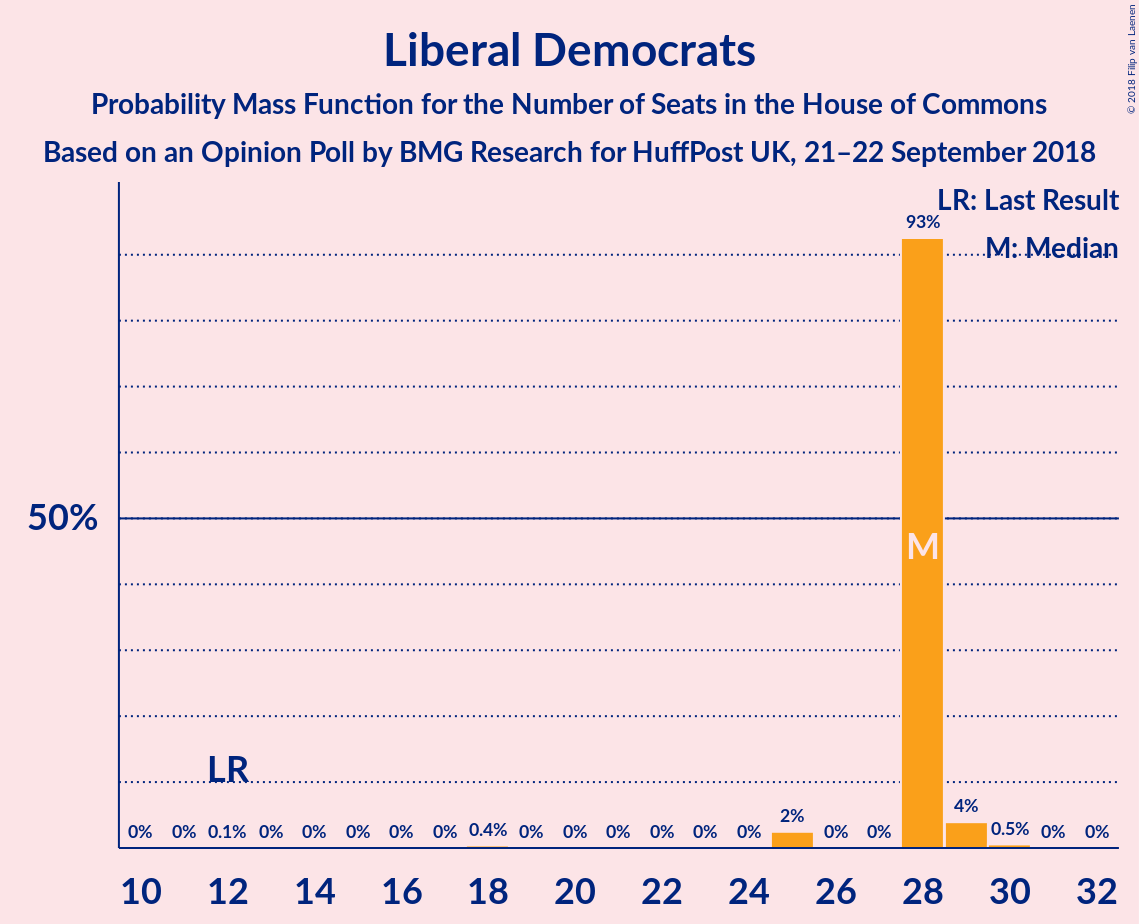 Liberal Democrats
Probability Mass Function for the Number of Seats in the House of Commons
Based on an Opinion Poll by BMG Research for HuffPost UK, 21–22 September 2018
© 2018 Filip van Laenen
LR: Last Result
93%
M: Median
50%
M
LR
0% 0% 0.1% 0% 0% 0% 0% 0% 0.4% 0% 0% 0% 0% 0% 0% 2% 0% 0% 4% 0.5% 0% 0%
10 12 14 16 18 20 22 24 26 28 30 32